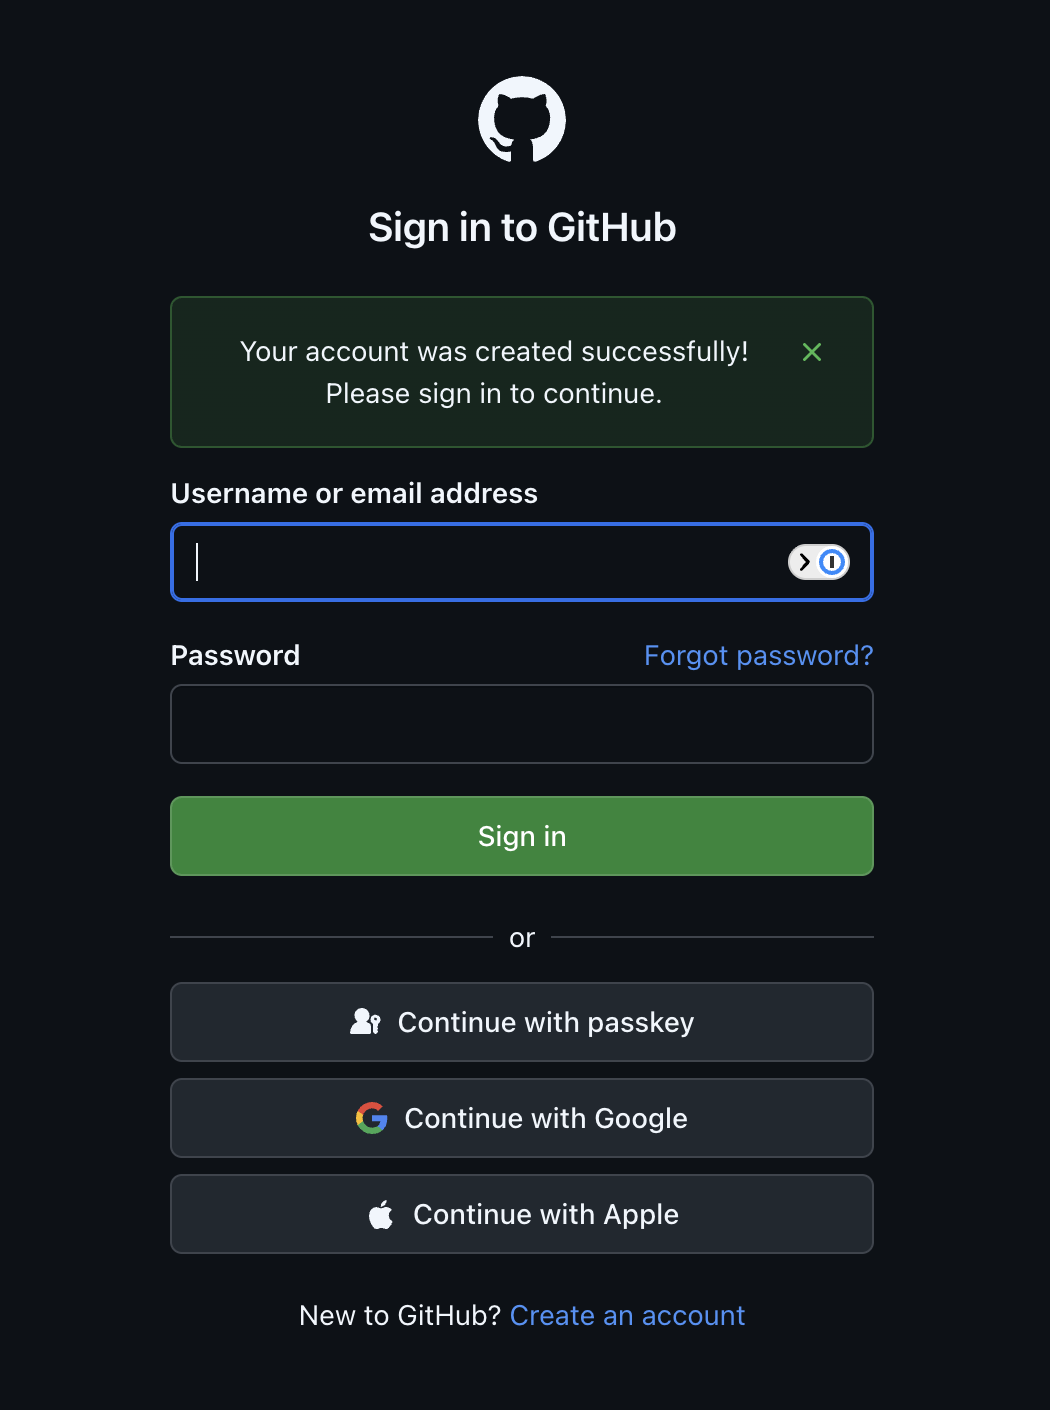 Sign in to GitHub
Your account was created successfully!
Please sign in to continue.
Username or email address
Password
Forgot password?
Sign in
or
Continue with passkey
Continue with Google
Continue with Apple
New to GitHub? Create an account